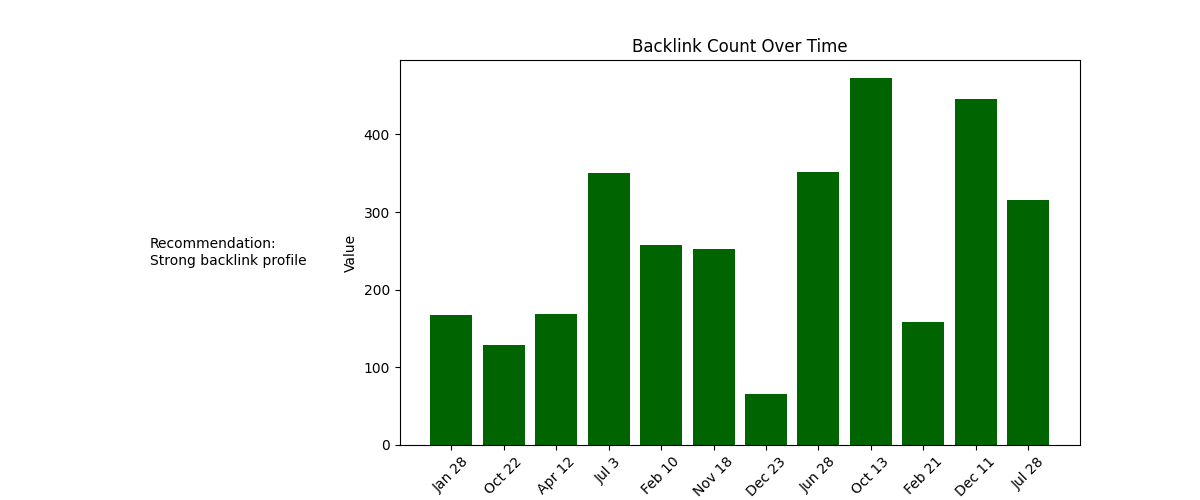 Backlink Count Over Time
Recommendation:
Strong backlink profile
Value
400
300
200
100
0
Jan 28
Oct 22
Apr 12
Jul 3
Feb 10
Nov 18
Dec 23
Jun 28
Oct 13
Feb 21
Dec 11
Jul 28